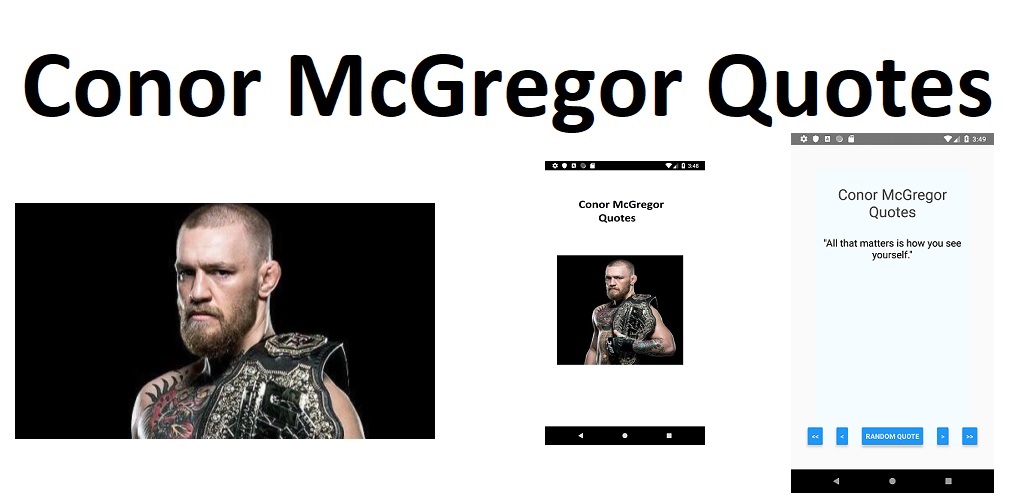 Conor McGregor Quotes
3:48
Conor McGregor
Quotes
3:49
Conor McGregor
Quotes
"All that matters is how you see
yourself."
<< < RANDOM QUOTE > >>